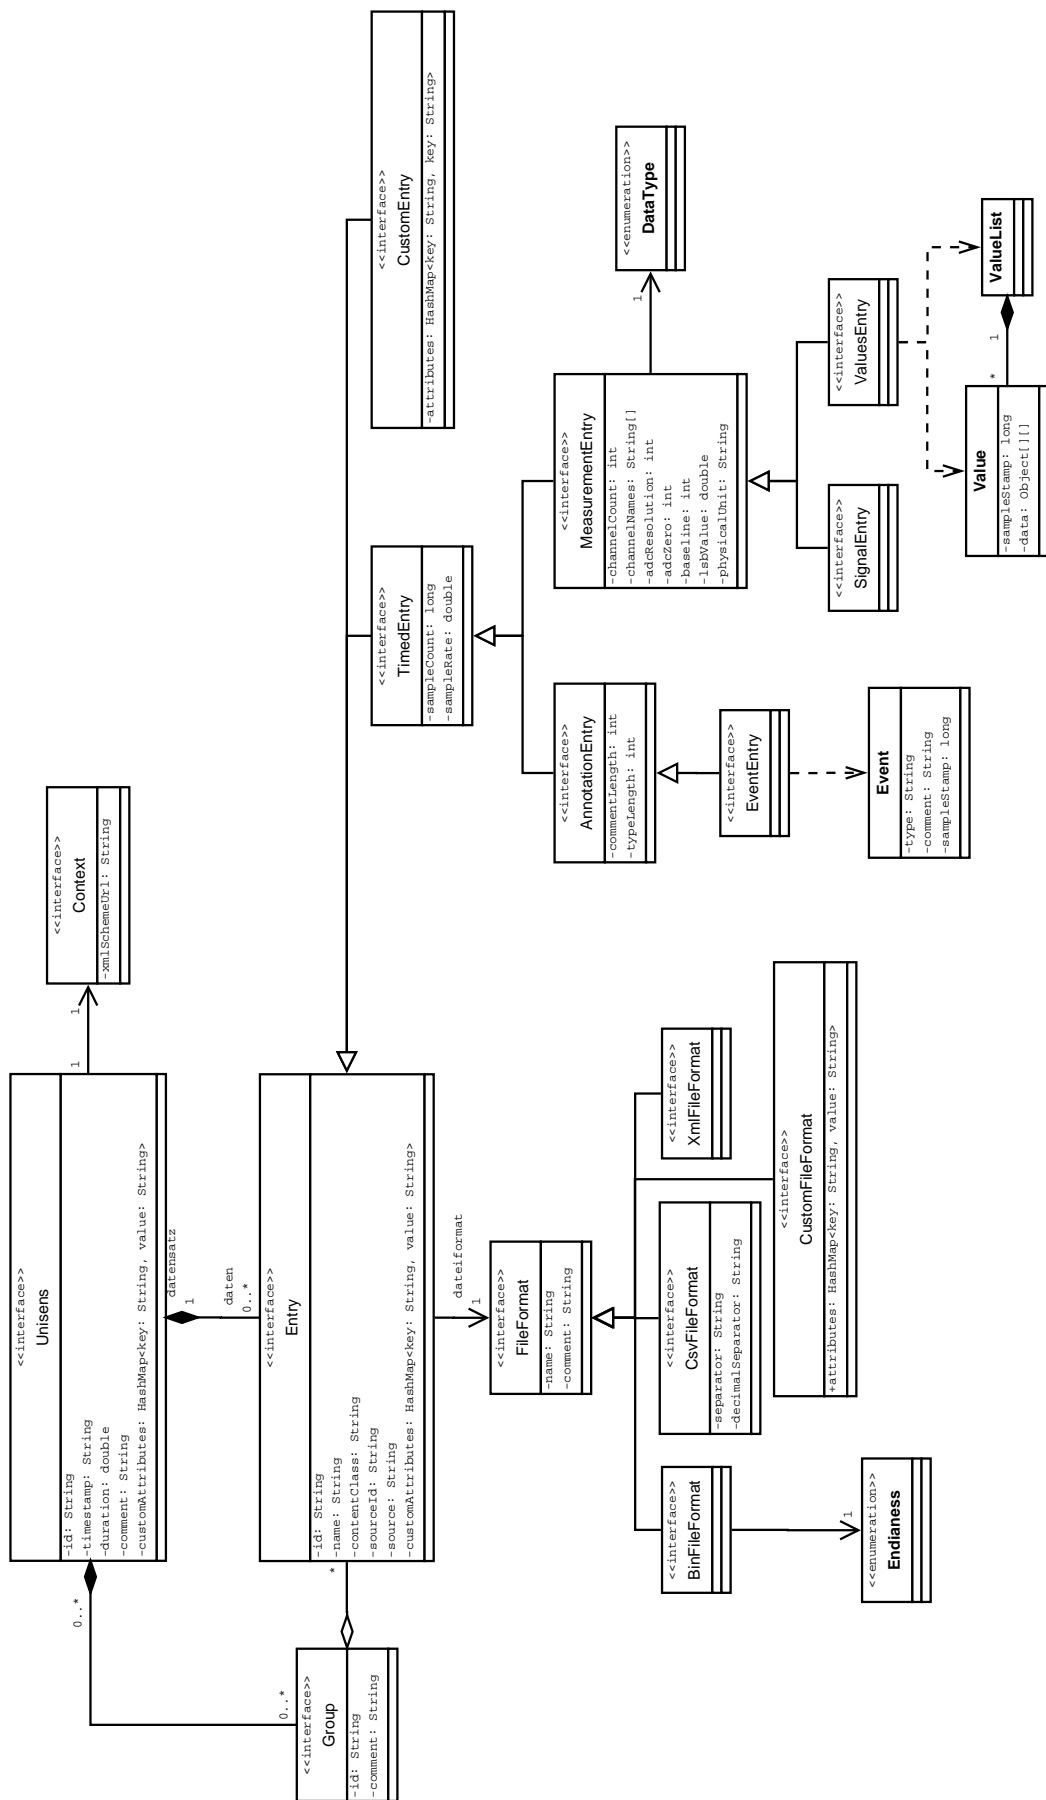 <<interface>>
Group
-id: String
-comment: String
0..*
0..*
<<interface>>
Unisens
-id: String
-timestamp: String
-duration: double
-comment: String
-customAttributes: HashMap<key: String, value: String>
1
1
<<interface>>
Context
-xmlSchemeUrl: String
datensatz
1
daten
0..*
*
<<interface>>
Entry
-id: String
-name: String
-contentClass: String
-sourceId: String
-source: String
-customAttributes: HashMap<key: String, value: String>
dateiformat
1
<<interface>>
FileFormat
-name: String
-comment: String
<<interface>>
BinFileFormat
<<interface>>
CsvFileFormat
-separator: String
-decimalSeparator: String
<<interface>>
XmlFileFormat
<<interface>>
CustomFileFormat
+attributes: HashMap<key: String, value: String>
1
<<enumeration>>
Endianess
<<interface>>
TimedEntry
-sampleCount: long
-sampleRate: double
<<interface>>
CustomEntry
-attributes: HashMap<key: String, key: String>
<<interface>>
AnnotationEntry
-commentLength: int
-typeLength: int
<<interface>>
MeasurementEntry
-channelCount: int
-channelNames: String[]
-adcResolution: int
-adcZero: int
-baseline: int
-lsbValue: double
-physicalUnit: String
1
<<enumeration>>
DataType
<<interface>>
EventEntry
Event
-type: String
-comment: String
-sampleStamp: long
<<interface>>
SignalEntry
<<interface>>
ValuesEntry
Value
-sampleStamp: long
-data: Object[][]
*
1
ValueList